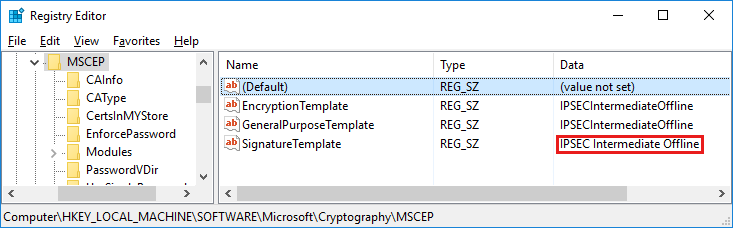 Registry Editor
File Edit View Favorites Help
MSCEP
CAInfo
CAType
CertsInMYStore
EnforcePassword
Modules
PasswordVDir
Name Type Data
(Default) REG_SZ (value not set)
EncryptionTemplate REG_SZ IPSECIntermediateOffline
GeneralPurposeTemplate REG_SZ IPSECIntermediateOffline
SignatureTemplate REG_SZ IPSEC Intermediate Offline
Computer\HKEY_LOCAL_MACHINE\SOFTWARE\Microsoft\Cryptography\MSCEP